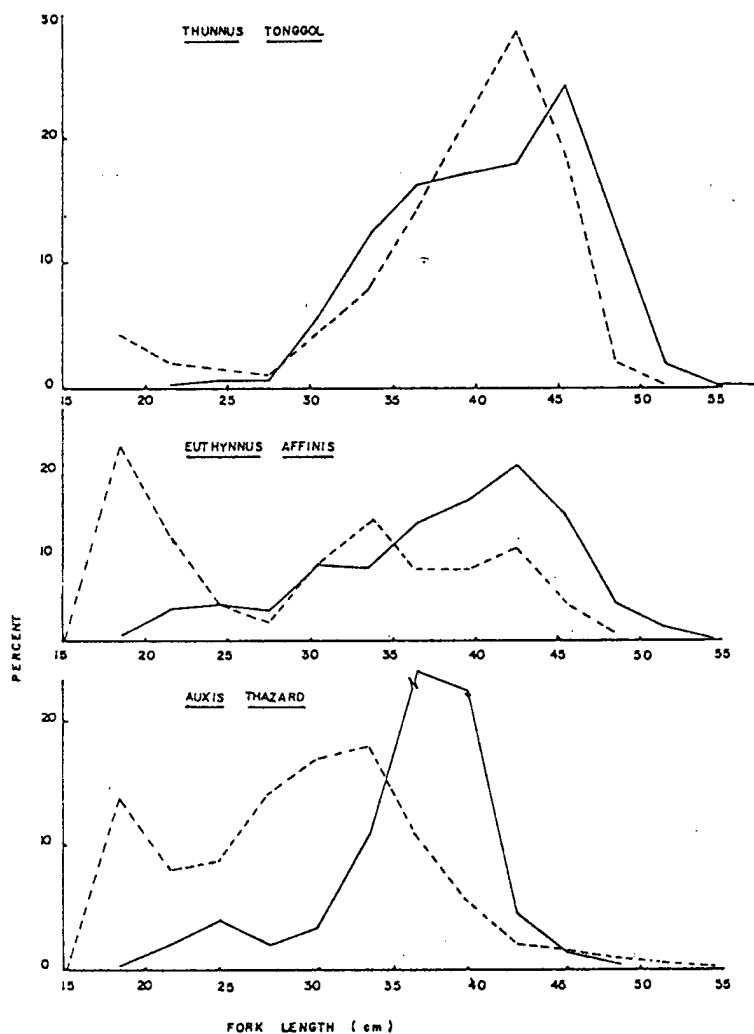 30
THUNNUS TONGGOL
20
10
0
15 20 25 30 35 40 45 50 55
EUTHYNNUS AFFINIS
20
10
PERCENT
15 20 25 30 35 40 45 50 55
AUXIS THAZARD
20
10
0
15 20 25 30 35 40 45 50 55
FORK LENGTH (cm)